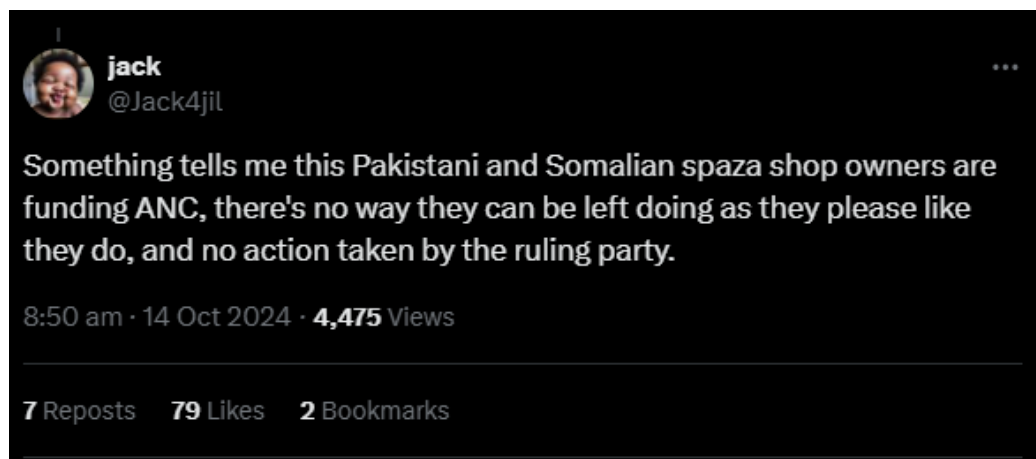 jack
@Jack4jil
Something tells me this Pakistani and Somalian spaza shop owners are
funding ANC, there's no way they can be left doing as they please like
they do, and no action taken by the ruling party.
8:50 am · 14 Oct 2024 · 4,475 Views
7 Reposts 79 Likes 2 Bookmarks